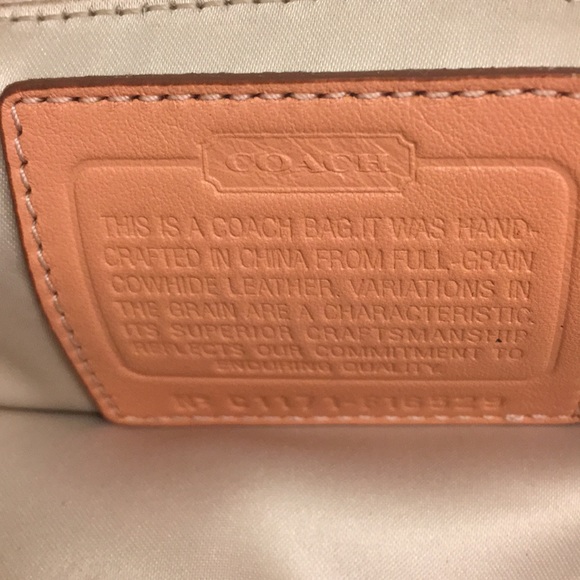 COACH
THIS IS A COACH BAG.IT WAS HAND-
CRAFTED IN CHINA FROM FULL-GRAIN
COWHIDE LEATHER. VARIATIONS IN
THE GRAIN ARE A CHARACTERISTIC.
ITS SUPERIOR CRAFTSMANSHIP
REFLECTS OUR COMMITMENT TO
ENDURING QUALITY.